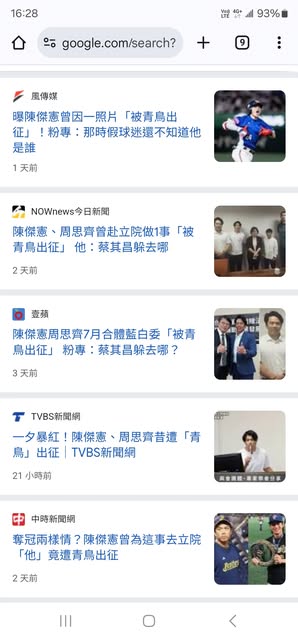 16:28
VoD LTE 4G+ 93%
google.com/search?
9
風傳媒
曝陳傑憲曾因一照片「被青鳥出
征」！粉專：那時假球迷還不知道他
是誰
1 天前
NOWnews今日新聞
陳傑憲、周思齊曾赴立院做1事「被
青鳥出征」 他：蔡其昌躲去哪
2 天前
壹蘋
陳傑憲周思齊7月合體藍白委「被青
鳥出征」 粉專：蔡其昌躲去哪？
3 天前
TVBS新聞網
一夕暴紅！陳傑憲、周思齊昔遭「青
鳥」出征｜TVBS新聞網
21 小時前
中時新聞網
奪冠兩樣情？陳傑憲曾為這事去立院
「他」竟遭青鳥出征
2 天前